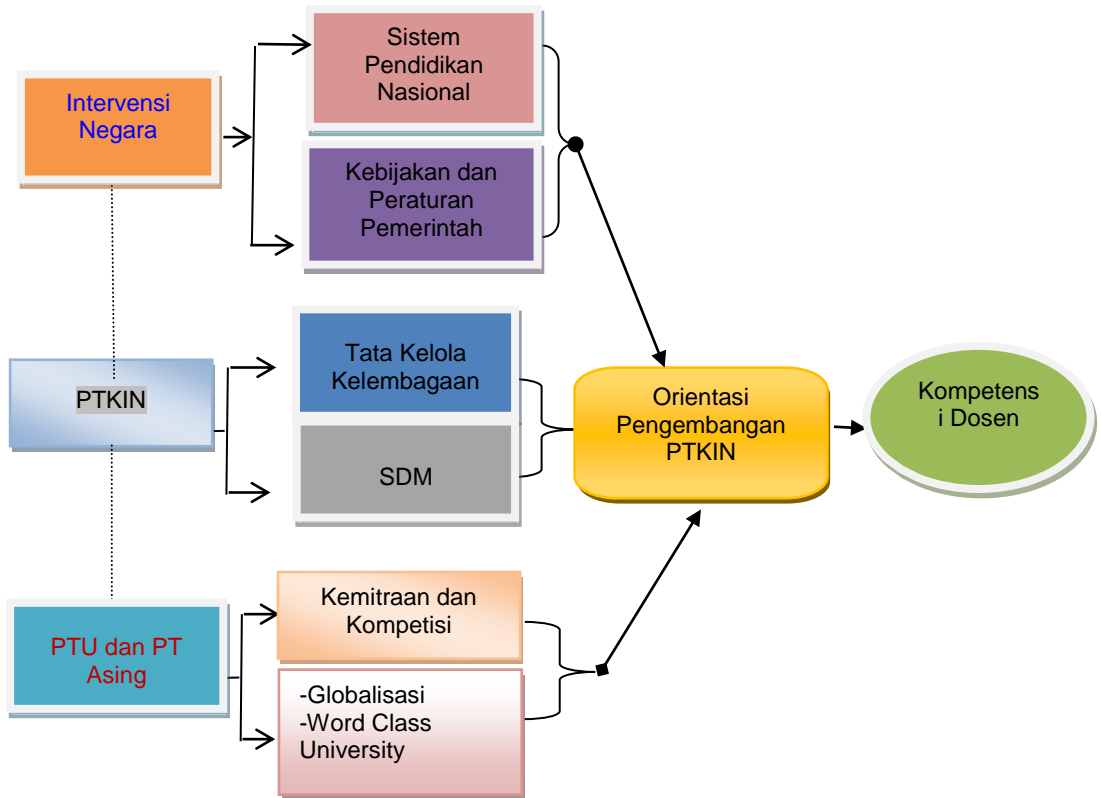 Intervensi
Negara
Sistem
Pendidikan
Nasional
Kebijakan dan
Peraturan
Pemerintah
PTKIN
Tata Kelola
Kelembagaan
SDM
Orientasi
Pengembangan
PTKIN
Kompetens
i Dosen
PTU dan PT
Asing
Kemitraan dan
Kompetisi
-Globalisasi
-Word Class
University